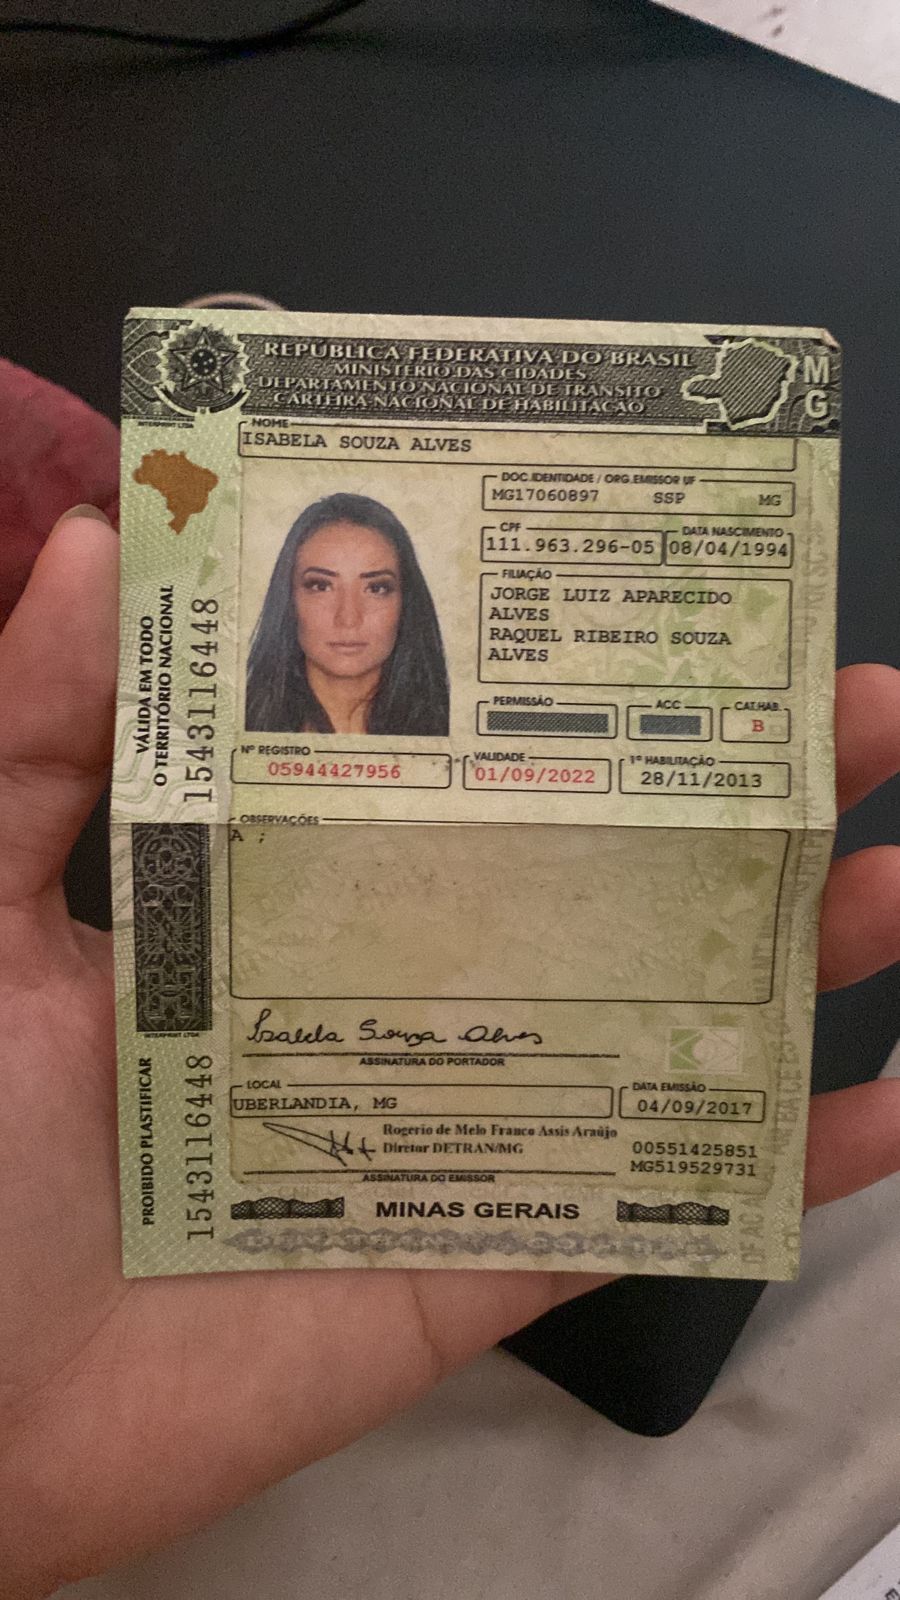 REPÚBLICA FEDERATIVA DO BRASIL
MINISTÉRIO DAS CIDADES
DEPARTAMENTO NACIONAL DE TRÂNSITO
CARTEIRA NACIONAL DE HABILITAÇÃO
MG
INTERPRINT LTDA
NOME
ISABELA SOUZA ALVES
DOC. IDENTIDADE / ORG. EMISSOR UF
MG17060897 SSP MG
CPF
111.963.296-05
DATA NASCIMENTO
08/04/1994
FILIAÇÃO
JORGE LUIZ APARECIDO
ALVES
RAQUEL RIBEIRO SOUZA
ALVES
PERMISSÃO
ACC
CAT.HAB.
B
Nº REGISTRO
05944427956
VALIDADE
01/09/2022
1ª HABILITAÇÃO
28/11/2013
VÁLIDA EM TODO
O TERRITÓRIO NACIONAL
1543116448
OBSERVAÇÕES
A ;
INTERPRINT LTDA
Isabela Souza Alves
ASSINATURA DO PORTADOR
LOCAL
UBERLANDIA, MG
DATA EMISSÃO
04/09/2017
Rogerio de Melo Franco Assis Araújo
Diretor DETRAN/MG
00551425851
MG519529731
ASSINATURA DO EMISSOR
PROIBIDO PLASTIFICAR
1543116448
MINAS GERAIS